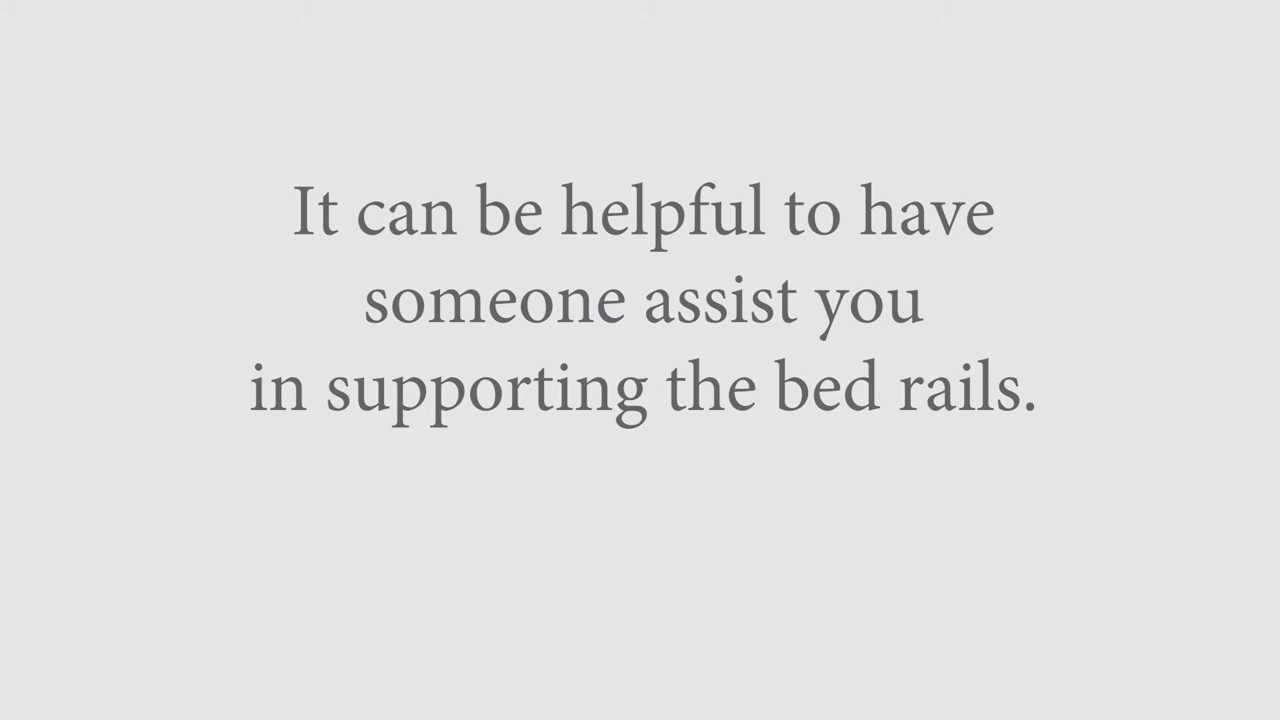 It can be helpful to have
someone assist you
in supporting the bed rails.